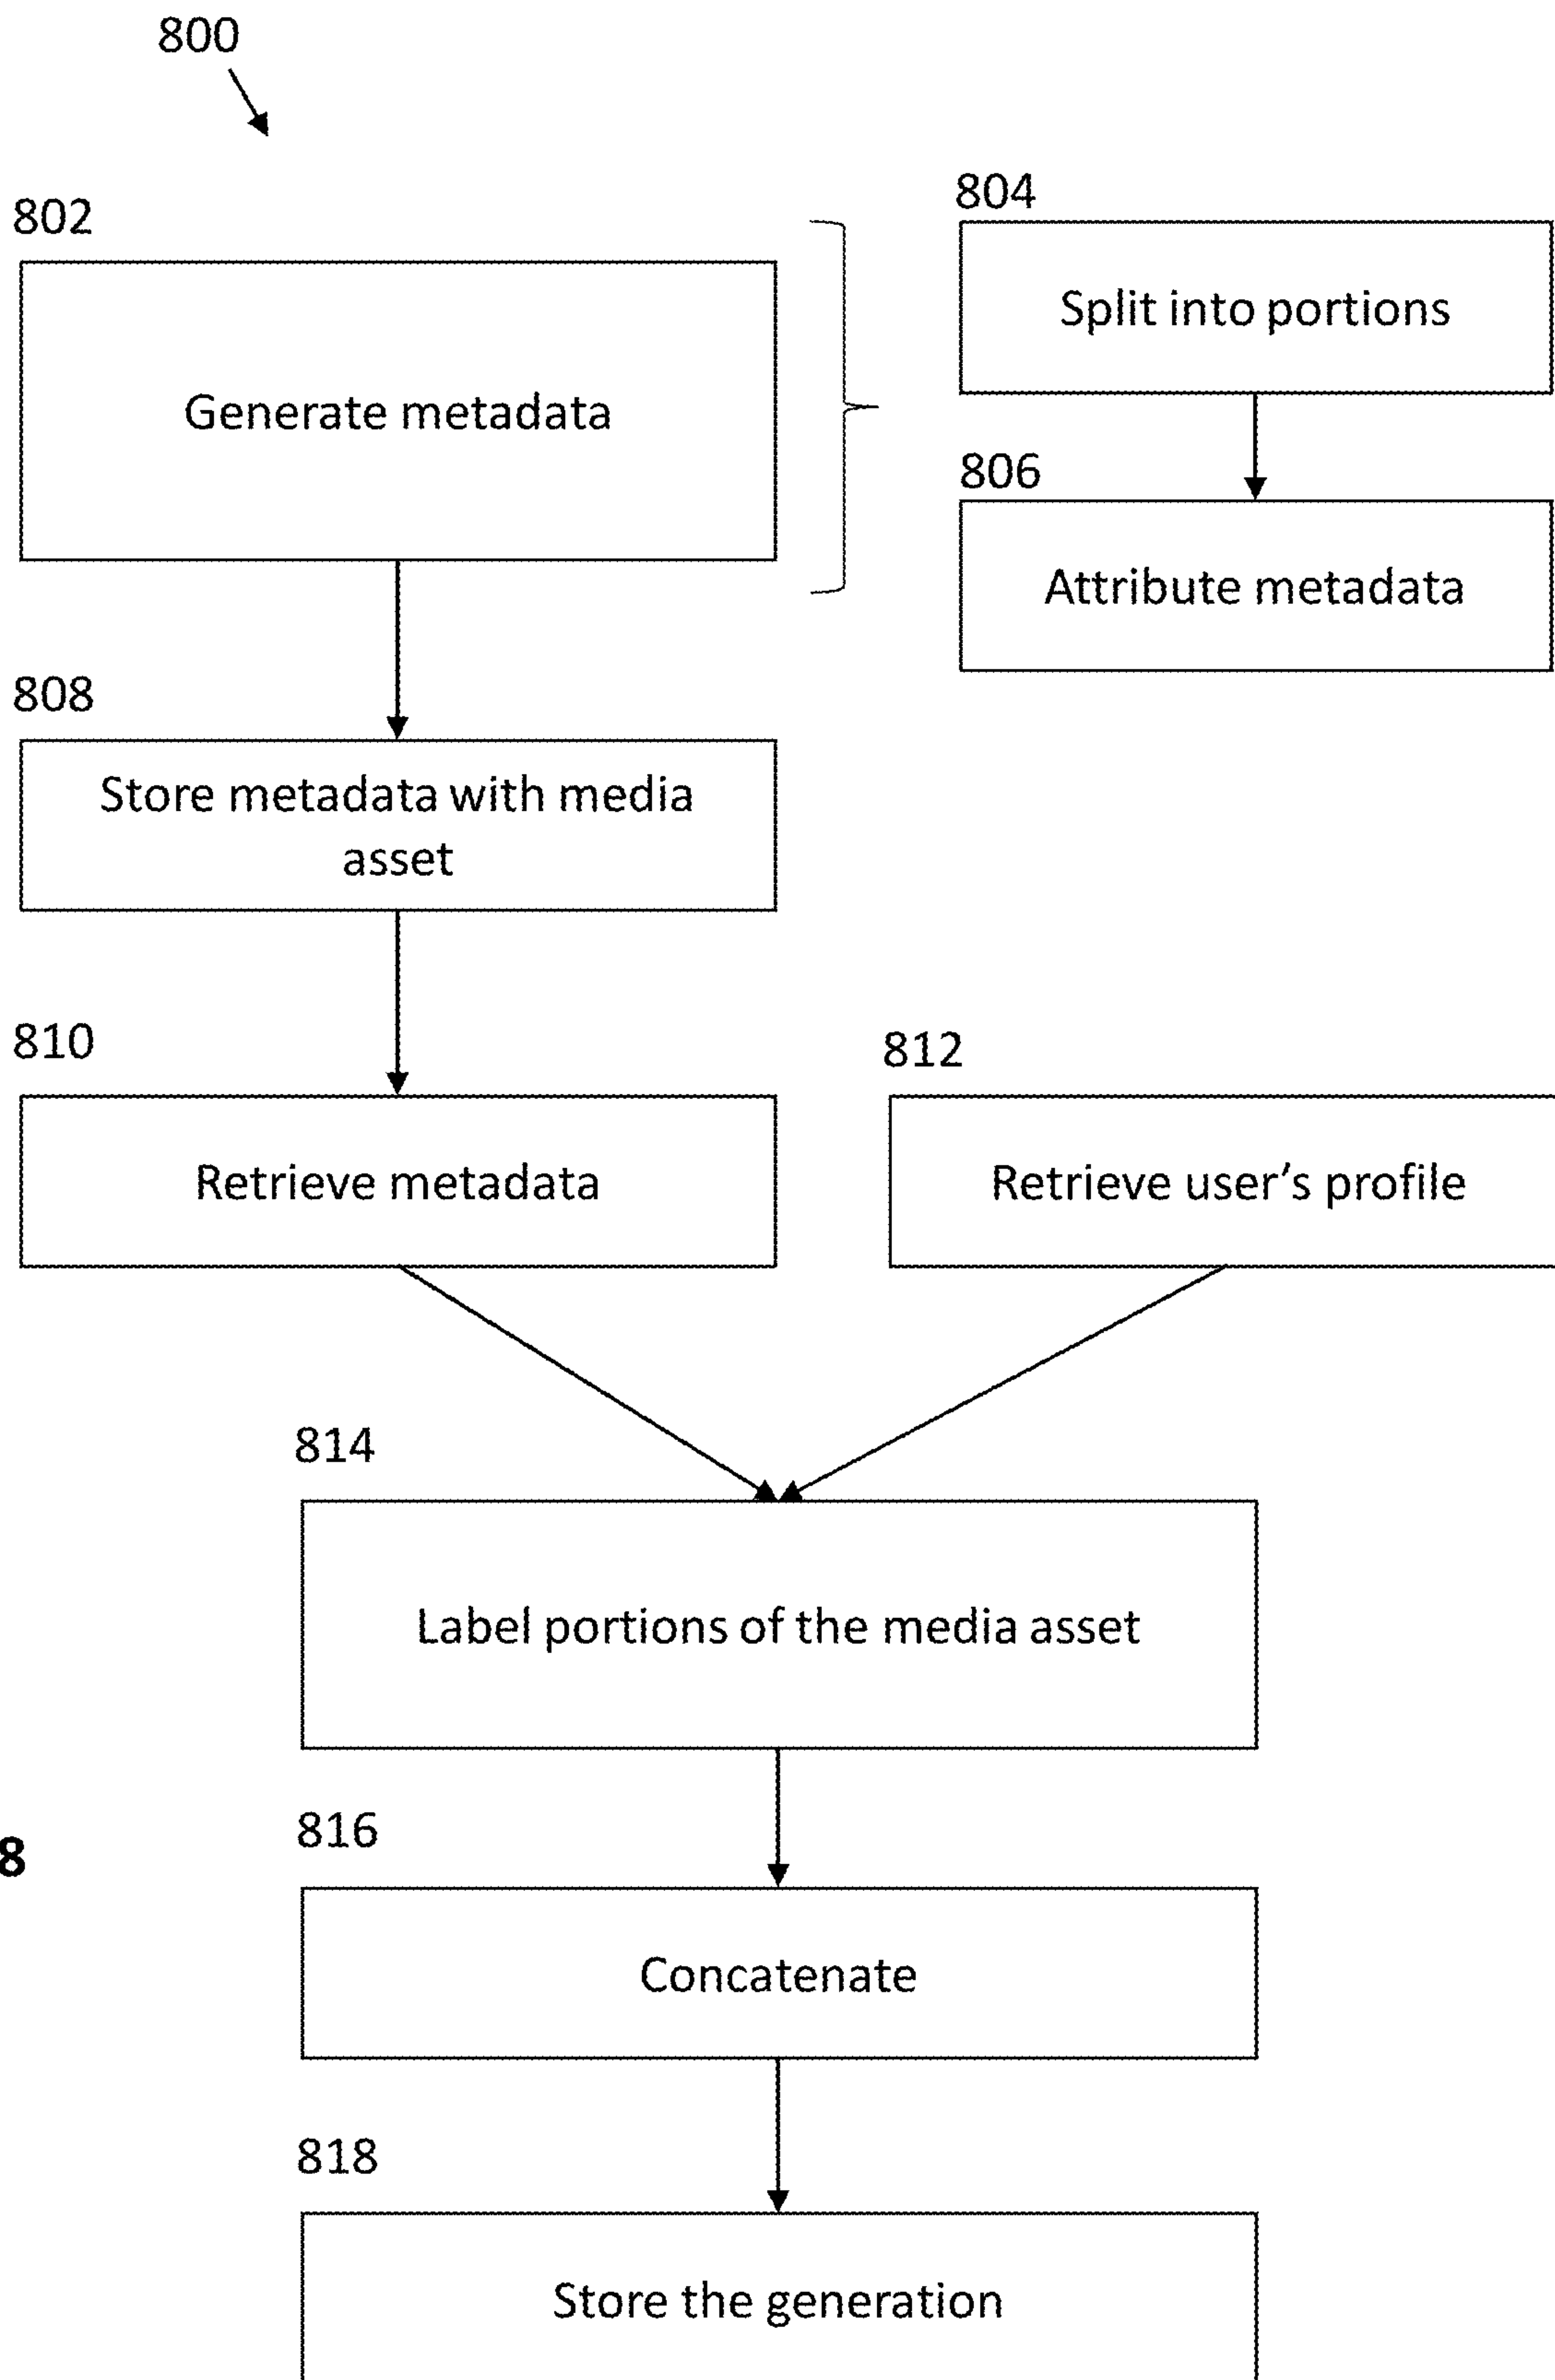 800
802
Generate metadata
804
Split into portions
806
Attribute metadata
808
Store metadata with media
asset
810
Retrieve metadata
812
Retrieve user's profile
814
Label portions of the media asset
816
8
Concatenate
818
Store the generation